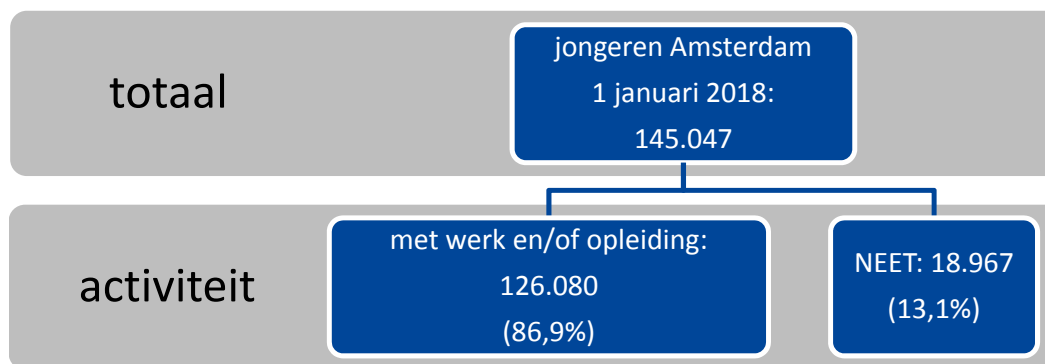 totaal
jongeren Amsterdam
1 januari 2018:
145.047
activiteit
met werk en/of opleiding:
126.080
(86,9%)
NEET: 18.967
(13,1%)